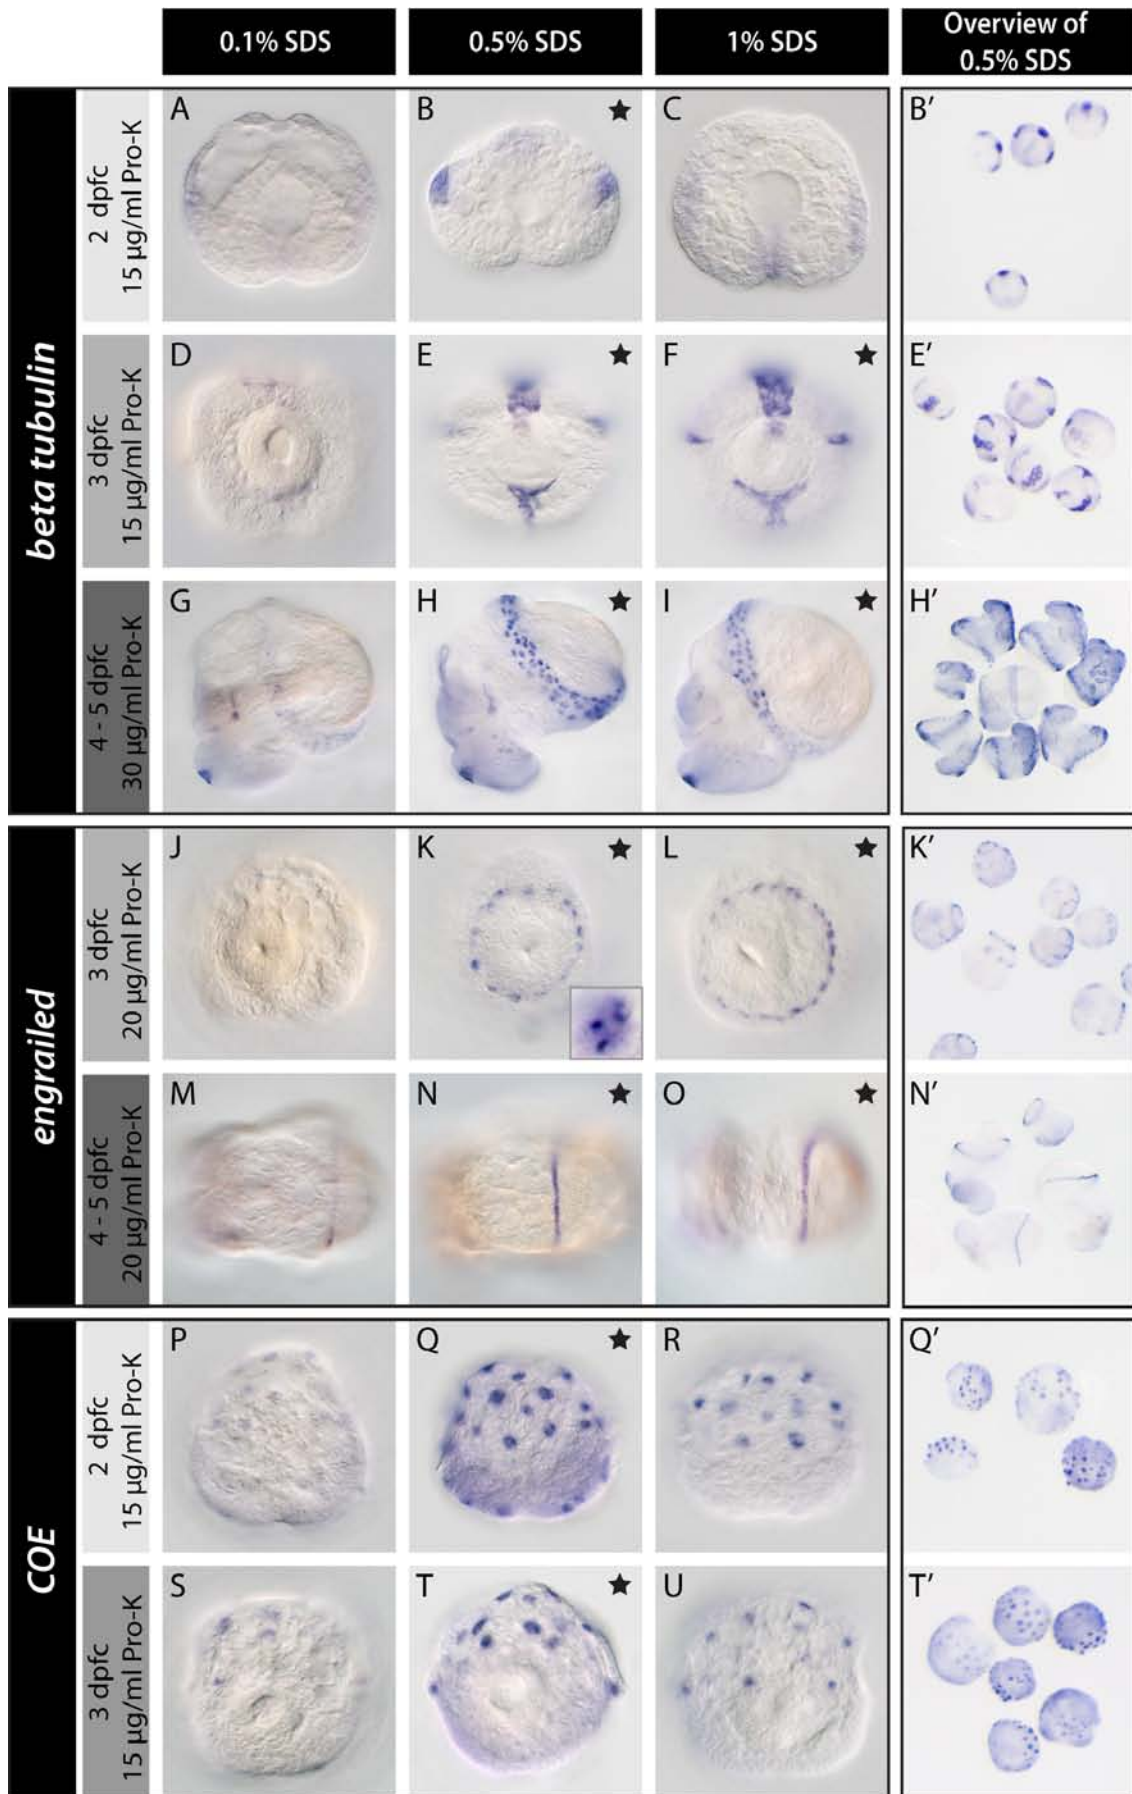 0.1% SDS
0.5% SDS
1% SDS
Overview of
0.5% SDS
beta tubulin
2 dpfc
15 µg/ml Pro-K
A
B ★
C
B′
3 dpfc
15 µg/ml Pro-K
D
E ★
F ★
E′
4 - 5 dpfc
30 µg/ml Pro-K
G
H ★
I ★
H′
engrailed
3 dpfc
20 µg/ml Pro-K
J
K ★
L ★
K′
4 - 5 dpfc
20 µg/ml Pro-K
M
N ★
O ★
N′
COE
2 dpfc
15 µg/ml Pro-K
P
Q ★
R
Q′
3 dpfc
15 µg/ml Pro-K
S
T ★
U
T′